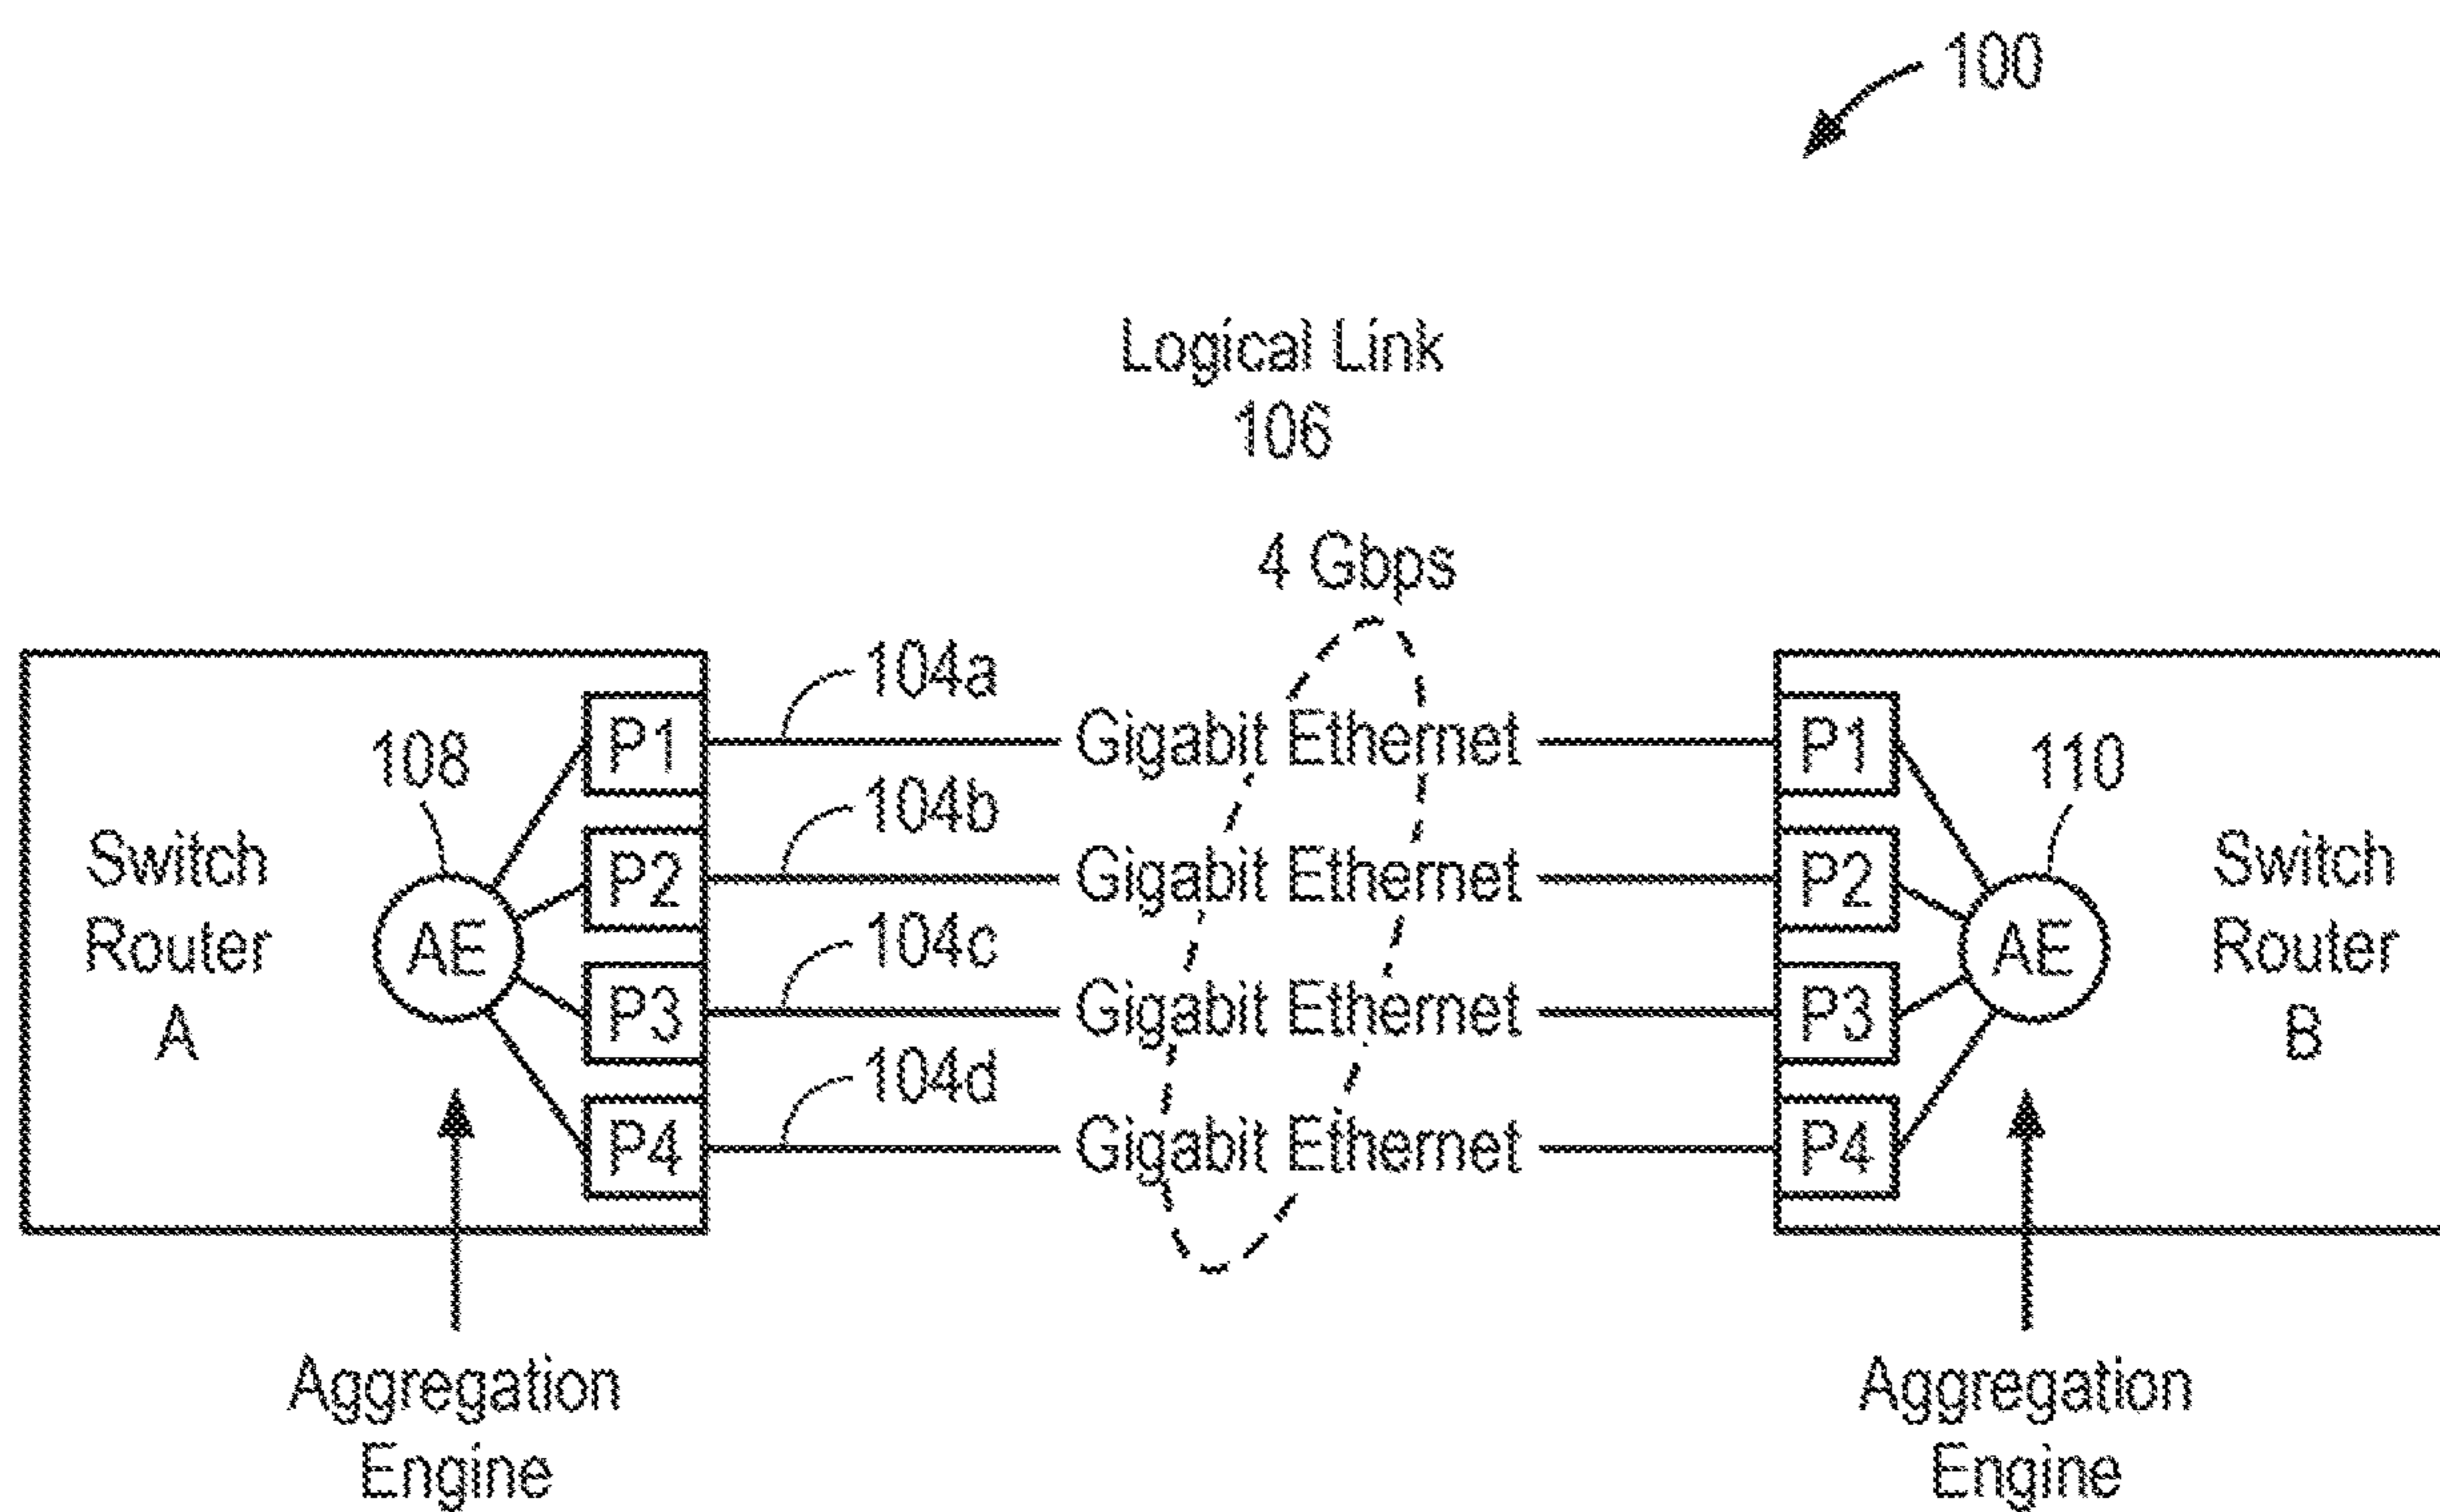 100
Logical Link
106
4 Gbps
104a
P1
Gigabit Ethernet
P1
108
110
104b
P2
Gigabit Ethernet
P2
Switch
Router
A
AE
AE
Switch
Router
B
104c
P3
Gigabit Ethernet
P3
104d
P4
Gigabit Ethernet
P4
Aggregation
Engine
Aggregation
Engine